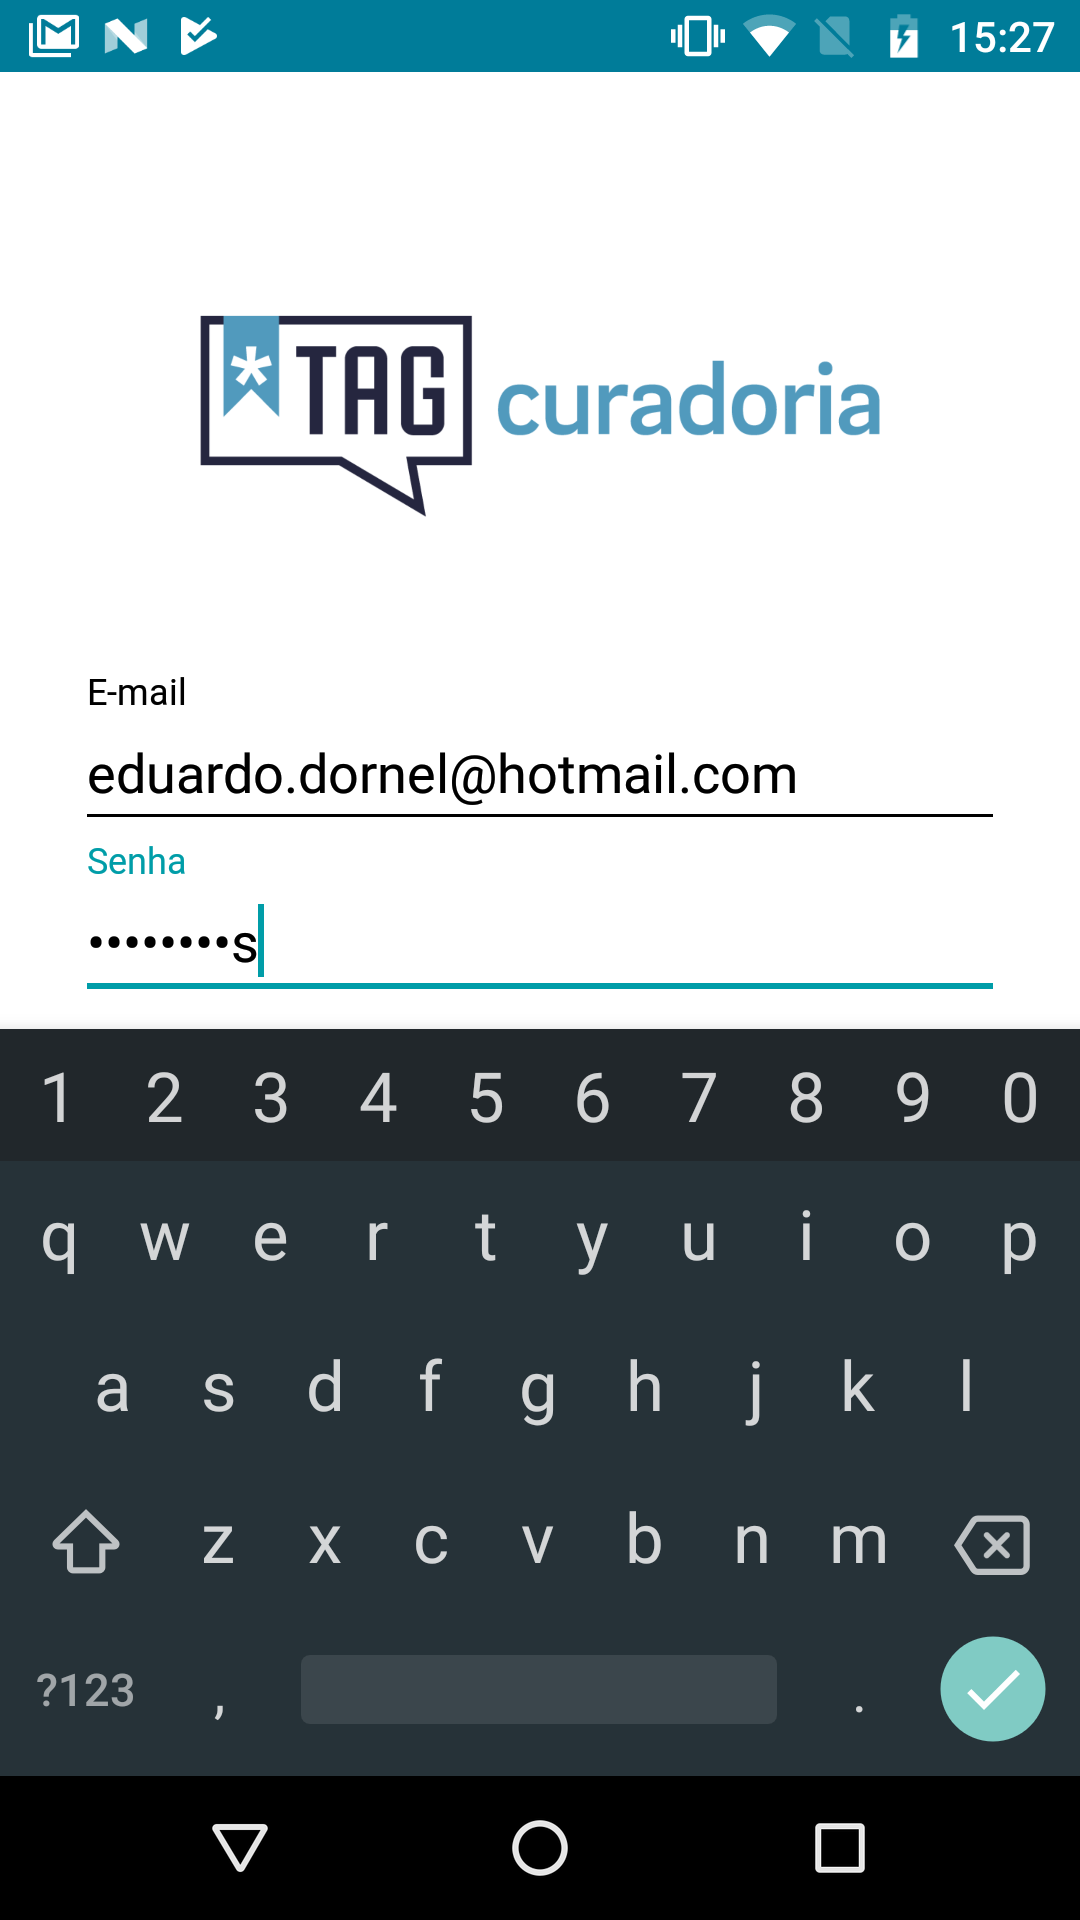 15:27
*TAG curadoria
E-mail
eduardo.dornel@hotmail.com
Senha
••••••••s
1 2 3 4 5 6 7 8 9 0
q w e r t y u i o p
a s d f g h j k l
z x c v b n m
?123 , .